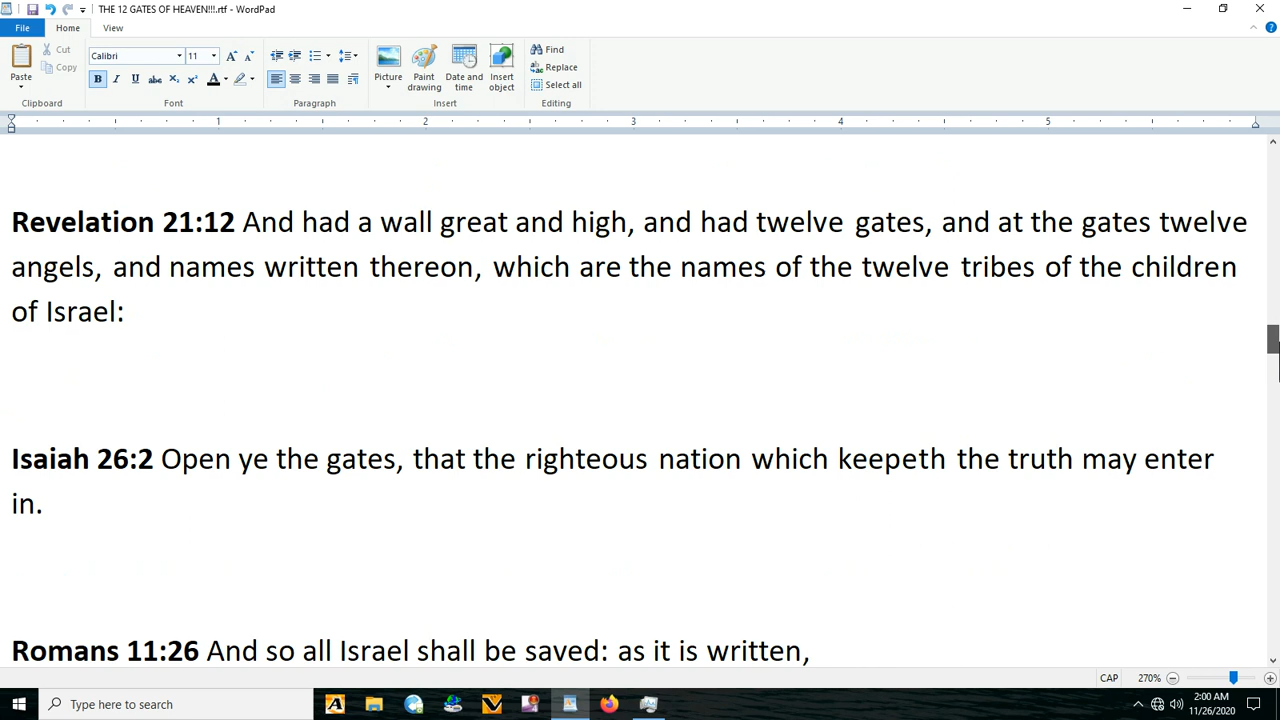 THE 12 GATES OF HEAVEN!!!.rtf - WordPad
File
Home
View
Paste
Cut
Copy
Clipboard
Calibri
11
Font
Paragraph
Picture
Paint drawing
Date and time
Insert object
Insert
Find
Replace
Select all
Editing
1
2
3
4
5
Revelation 21:12 And had a wall great and high, and had twelve gates, and at the gates twelve
angels, and names written thereon, which are the names of the twelve tribes of the children
of Israel:
Isaiah 26:2 Open ye the gates, that the righteous nation which keepeth the truth may enter
in.
Romans 11:26 And so all Israel shall be saved: as it is written,
CAP 270%
Type here to search
2:00 AM
11/26/2020